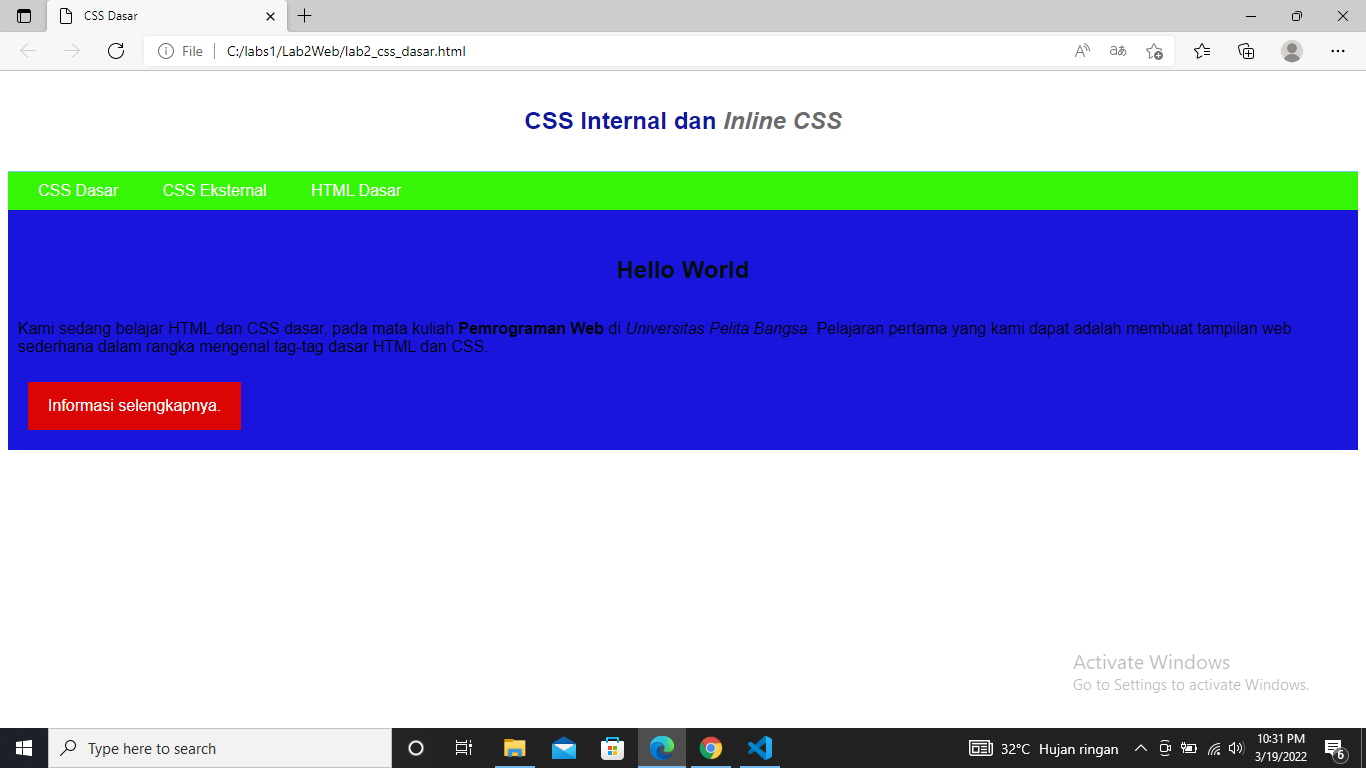 CSS Dasar
File
C:/labs1/Lab2Web/lab2_css_dasar.html
CSS Internal dan Inline CSS
CSS Dasar CSS Eksternal HTML Dasar
Hello World
Kami sedang belajar HTML dan CSS dasar, pada mata kuliah Pemrograman Web di Universitas Pelita Bangsa. Pelajaran pertama yang kami dapat adalah membuat tampilan web
sederhana dalam rangka mengenal tag-tag dasar HTML dan CSS.
Informasi selengkapnya.
Activate Windows
Go to Settings to activate Windows.
Type here to search
32°C Hujan ringan
10:31 PM
3/19/2022
6